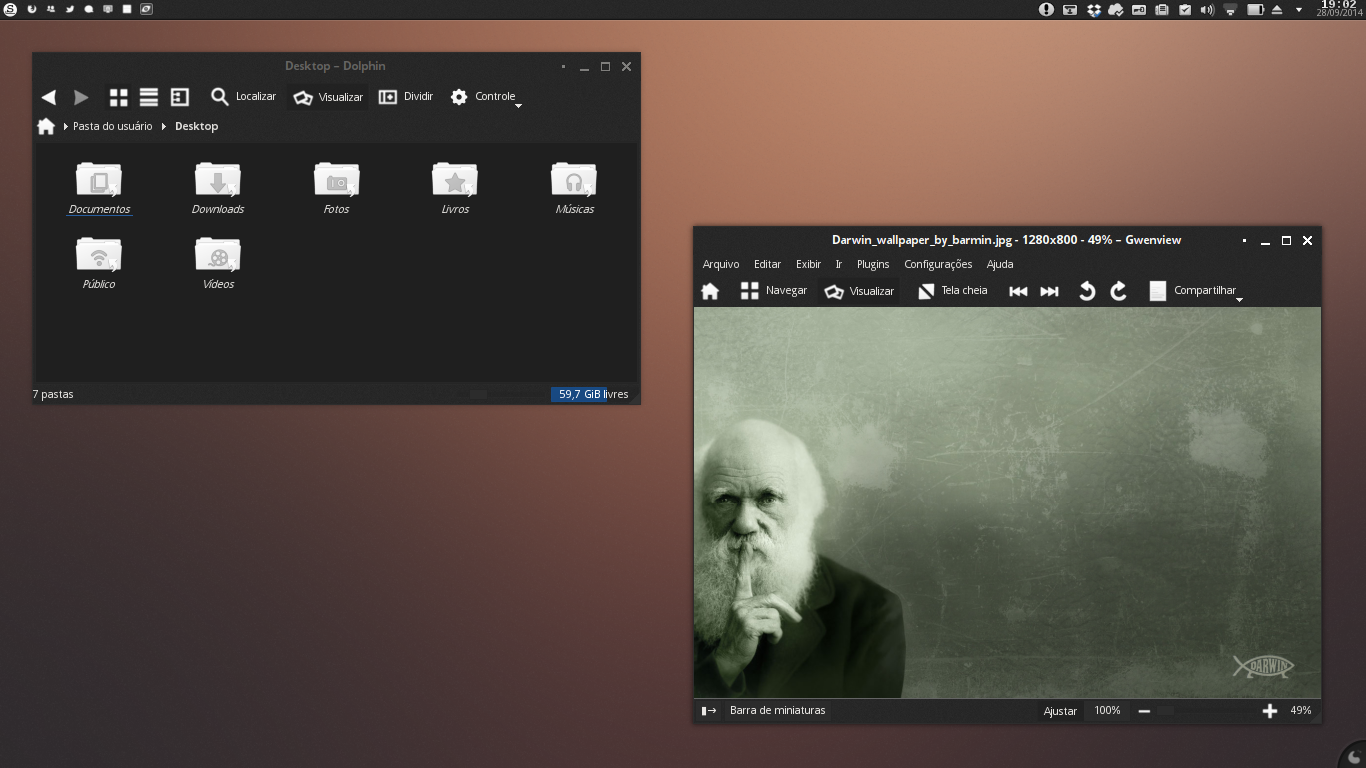 19:02
28/09/2014
Desktop – Dolphin
Localizar Visualizar Dividir Controle
Pasta do usuário Desktop
Documentos Downloads Fotos Livros Músicas
Público Vídeos
7 pastas 59,7 GiB livres
Darwin_wallpaper_by_barmin.jpg - 1280x800 - 49% – Gwenview
Arquivo Editar Exibir Ir Plugins Configurações Ajuda
Navegar Visualizar Tela cheia Compartilhar
DARWIN
Barra de miniaturas Ajustar 100% 49%